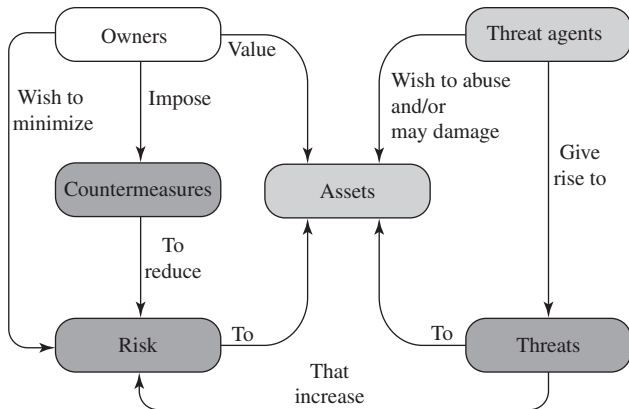 Owners
Value
Threat agents
Wish to
minimize
Impose
Wish to abuse
and/or
may damage
Give
rise to
Countermeasures
Assets
To
reduce
Risk
To
To
Threats
That
increase